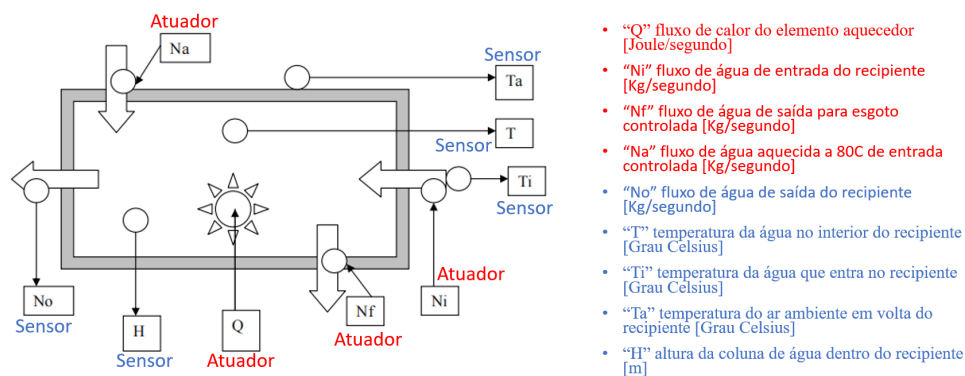 Atuador
Na
Sensor
Ta
T
Sensor
Ti
Sensor
Atuador
No
Sensor
H
Sensor
Q
Atuador
Nf
Atuador
Ni
• “Q” fluxo de calor do elemento aquecedor
[Joule/segundo]
• “Ni” fluxo de água de entrada do recipiente
[Kg/segundo]
• “Nf” fluxo de água de saída para esgoto
controlada [Kg/segundo]
• “Na” fluxo de água aquecida a 80C de entrada
controlada [Kg/segundo]
• “No” fluxo de água de saída do recipiente
[Kg/segundo]
• “T” temperatura da água no interior do recipiente
[Grau Celsius]
• “Ti” temperatura da água que entra no recipiente
[Grau Celsius]
• “Ta” temperatura do ar ambiente em volta do
recipiente [Grau Celsius]
• “H” altura da coluna de água dentro do recipiente
[m]